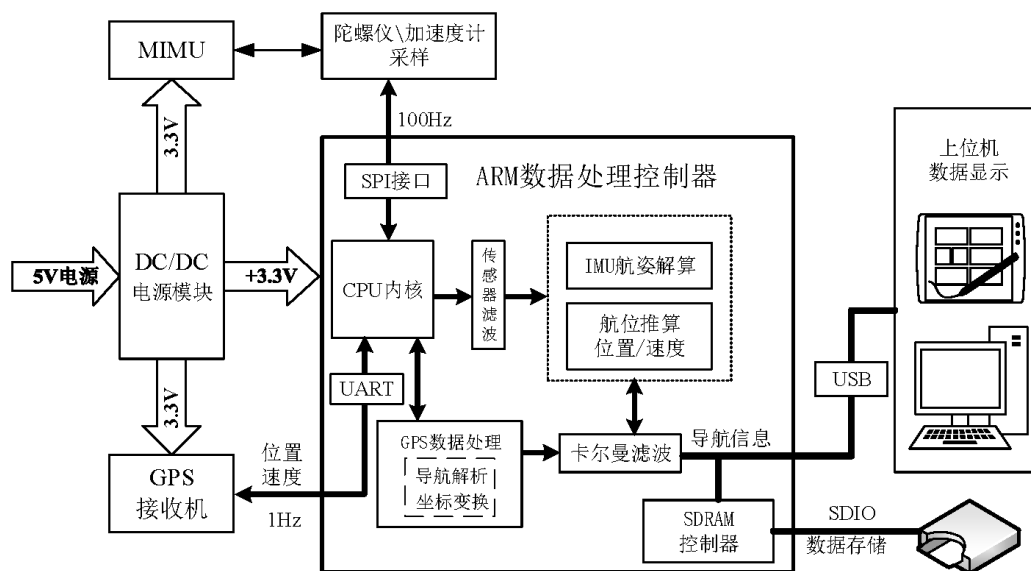 MIMU
陀螺仪\加速度计
采样
100Hz
3.3V
SPI接口
ARM数据处理控制器
上位机
数据显示
5V电源
DC/DC
电源模块
+3.3V
CPU内核
传感器滤波
IMU航姿解算
航位推算
位置/速度
UART
USB
3.3V
GPS数据处理
导航解析
坐标变换
卡尔曼滤波
导航信息
GPS
接收机
位置
速度
1Hz
SDRAM
控制器
SDIO
数据存储